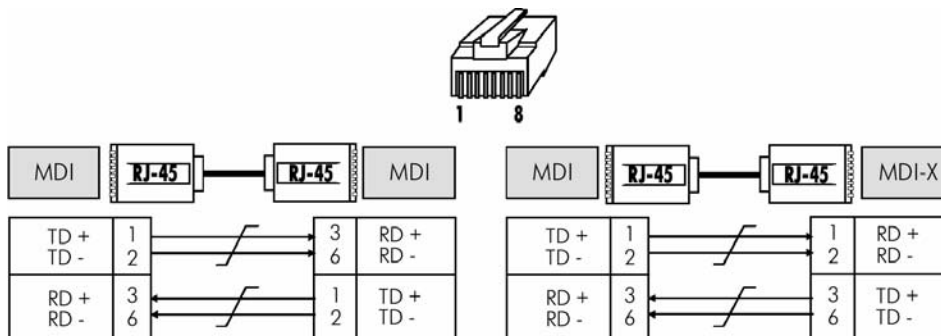 1 8
MDI RJ-45 RJ-45 MDI MDI RJ-45 RJ-45 MDI-X
TD + 1 3 RD + TD + 1 1 RD +
TD - 2 6 RD - TD - 2 2 RD -
RD + 3 1 TD + RD + 3 3 TD +
RD - 6 2 TD - RD - 6 6 TD -